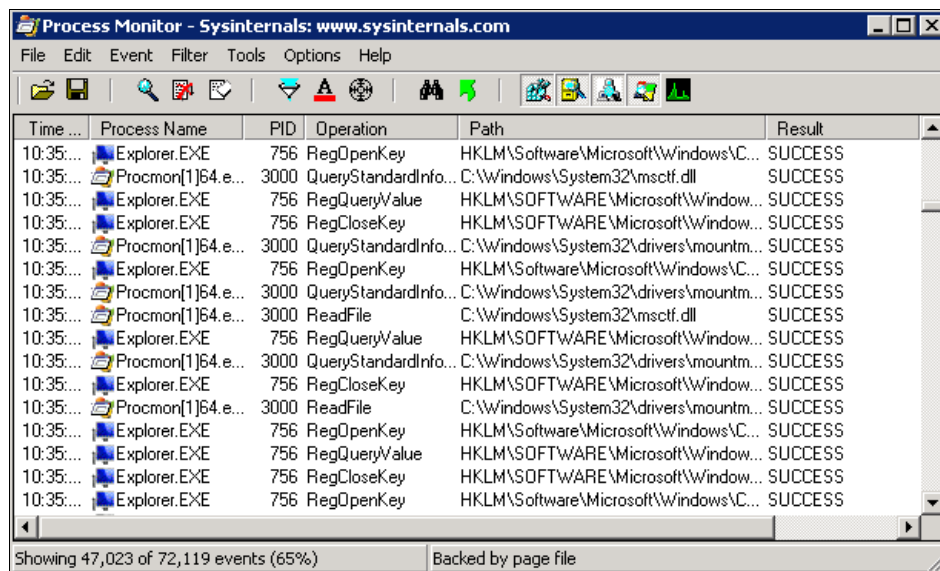 Process Monitor - Sysinternals: www.sysinternals.com
File Edit Event Filter Tools Options Help
Time ... Process Name PID Operation Path Result
10:35:... Explorer.EXE 756 RegOpenKey HKLM\Software\Microsoft\Windows\C... SUCCESS
10:35:... Procmon[1]64.e... 3000 QueryStandardInfo... C:\Windows\System32\msctf.dll SUCCESS
10:35:... Explorer.EXE 756 RegQueryValue HKLM\SOFTWARE\Microsoft\Window... SUCCESS
10:35:... Explorer.EXE 756 RegCloseKey HKLM\SOFTWARE\Microsoft\Window... SUCCESS
10:35:... Procmon[1]64.e... 3000 QueryStandardInfo... C:\Windows\System32\drivers\mountm... SUCCESS
10:35:... Explorer.EXE 756 RegOpenKey HKLM\Software\Microsoft\Windows\C... SUCCESS
10:35:... Procmon[1]64.e... 3000 QueryStandardInfo... C:\Windows\System32\drivers\mountm... SUCCESS
10:35:... Procmon[1]64.e... 3000 ReadFile C:\Windows\System32\msctf.dll SUCCESS
10:35:... Explorer.EXE 756 RegQueryValue HKLM\SOFTWARE\Microsoft\Window... SUCCESS
10:35:... Procmon[1]64.e... 3000 QueryStandardInfo... C:\Windows\System32\drivers\mountm... SUCCESS
10:35:... Explorer.EXE 756 RegCloseKey HKLM\SOFTWARE\Microsoft\Window... SUCCESS
10:35:... Procmon[1]64.e... 3000 ReadFile C:\Windows\System32\drivers\mountm... SUCCESS
10:35:... Explorer.EXE 756 RegOpenKey HKLM\Software\Microsoft\Windows\C... SUCCESS
10:35:... Explorer.EXE 756 RegQueryValue HKLM\SOFTWARE\Microsoft\Window... SUCCESS
10:35:... Explorer.EXE 756 RegCloseKey HKLM\SOFTWARE\Microsoft\Window... SUCCESS
10:35:... Explorer.EXE 756 RegOpenKey HKLM\Software\Microsoft\Windows\C... SUCCESS
Showing 47,023 of 72,119 events (65%) Backed by page file